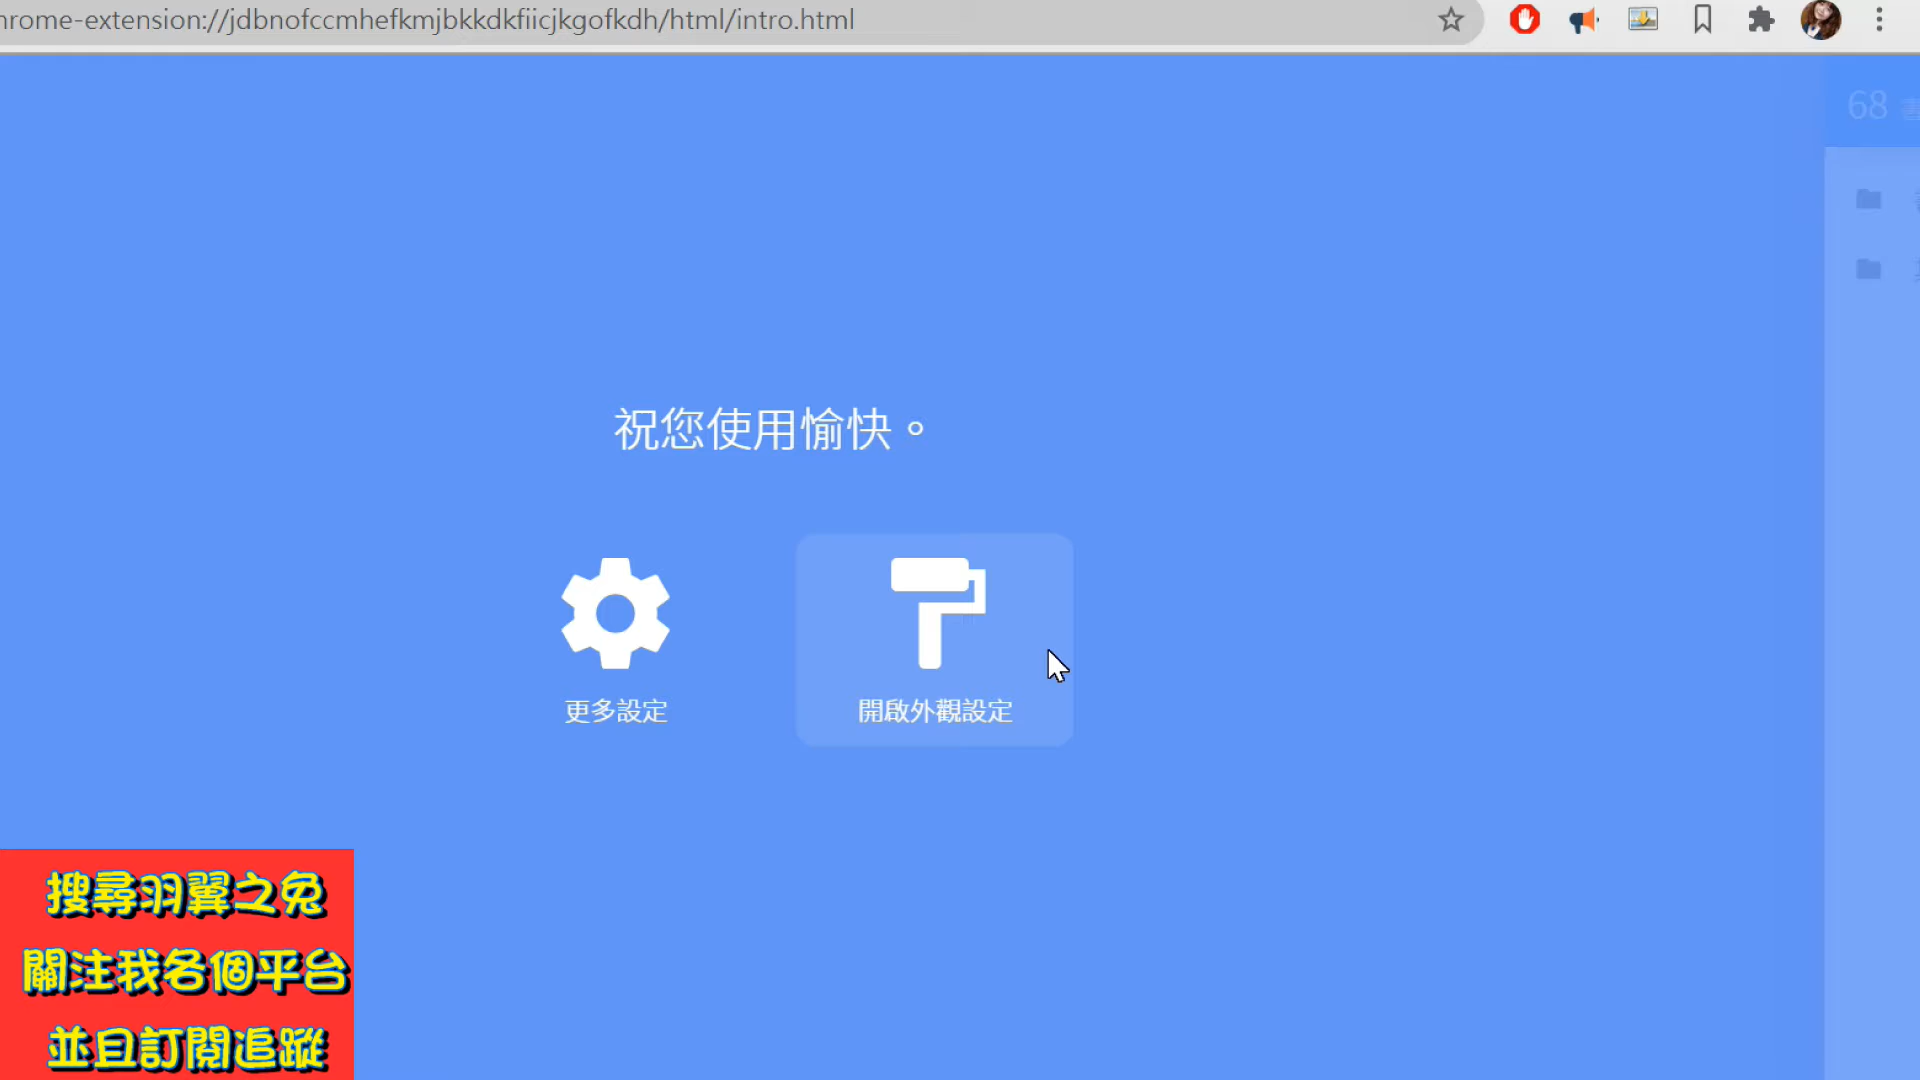 hrome-extension://jdbnofccmhefkmjbkkdkfiicjkgofkdh/html/intro.html
68
祝您使用愉快。
更多設定
開啟外觀設定
搜尋羽翼之兔
關注我各個平台
並且訂閱追蹤